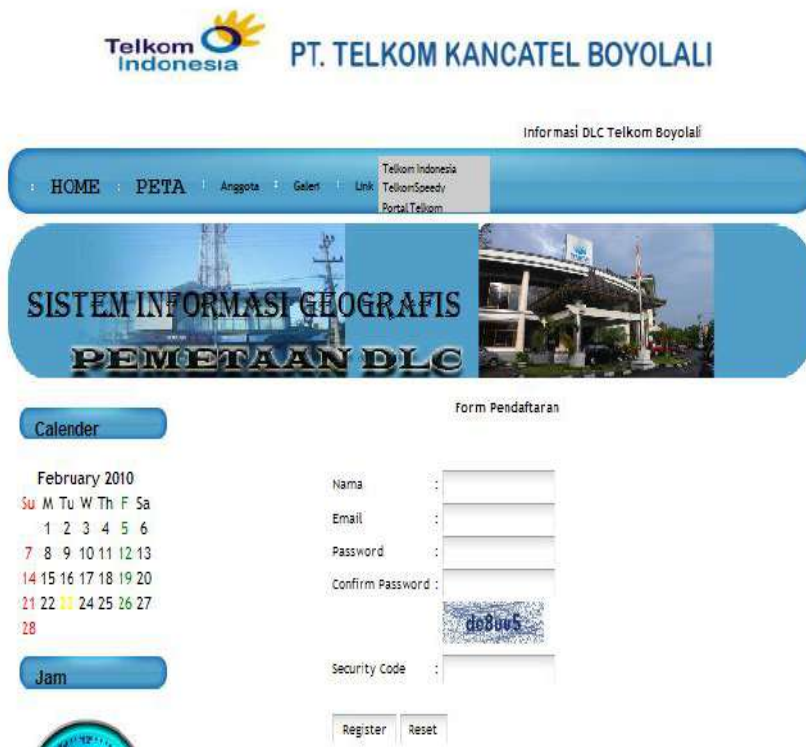 Telkom
Indonesia
PT. TELKOM KANCATEL BOYOLALI
Informasi DLC Telkom Boyolali
HOME : PETA : Anggota : Galeri : Link
Telkom Indonesia
TelkomSpeedy
Portal Telkom
SISTEM INFORMASI GEOGRAFIS
PEMETAAN DLC
Calender
February 2010
Su M Tu W Th F Sa
1 2 3 4 5 6
7 8 9 10 11 12 13
14 15 16 17 18 19 20
21 22 23 24 25 26 27
28
Jam
Form Pendaftaran
Nama :
Email :
Password :
Confirm Password :
Security Code :
Register Reset